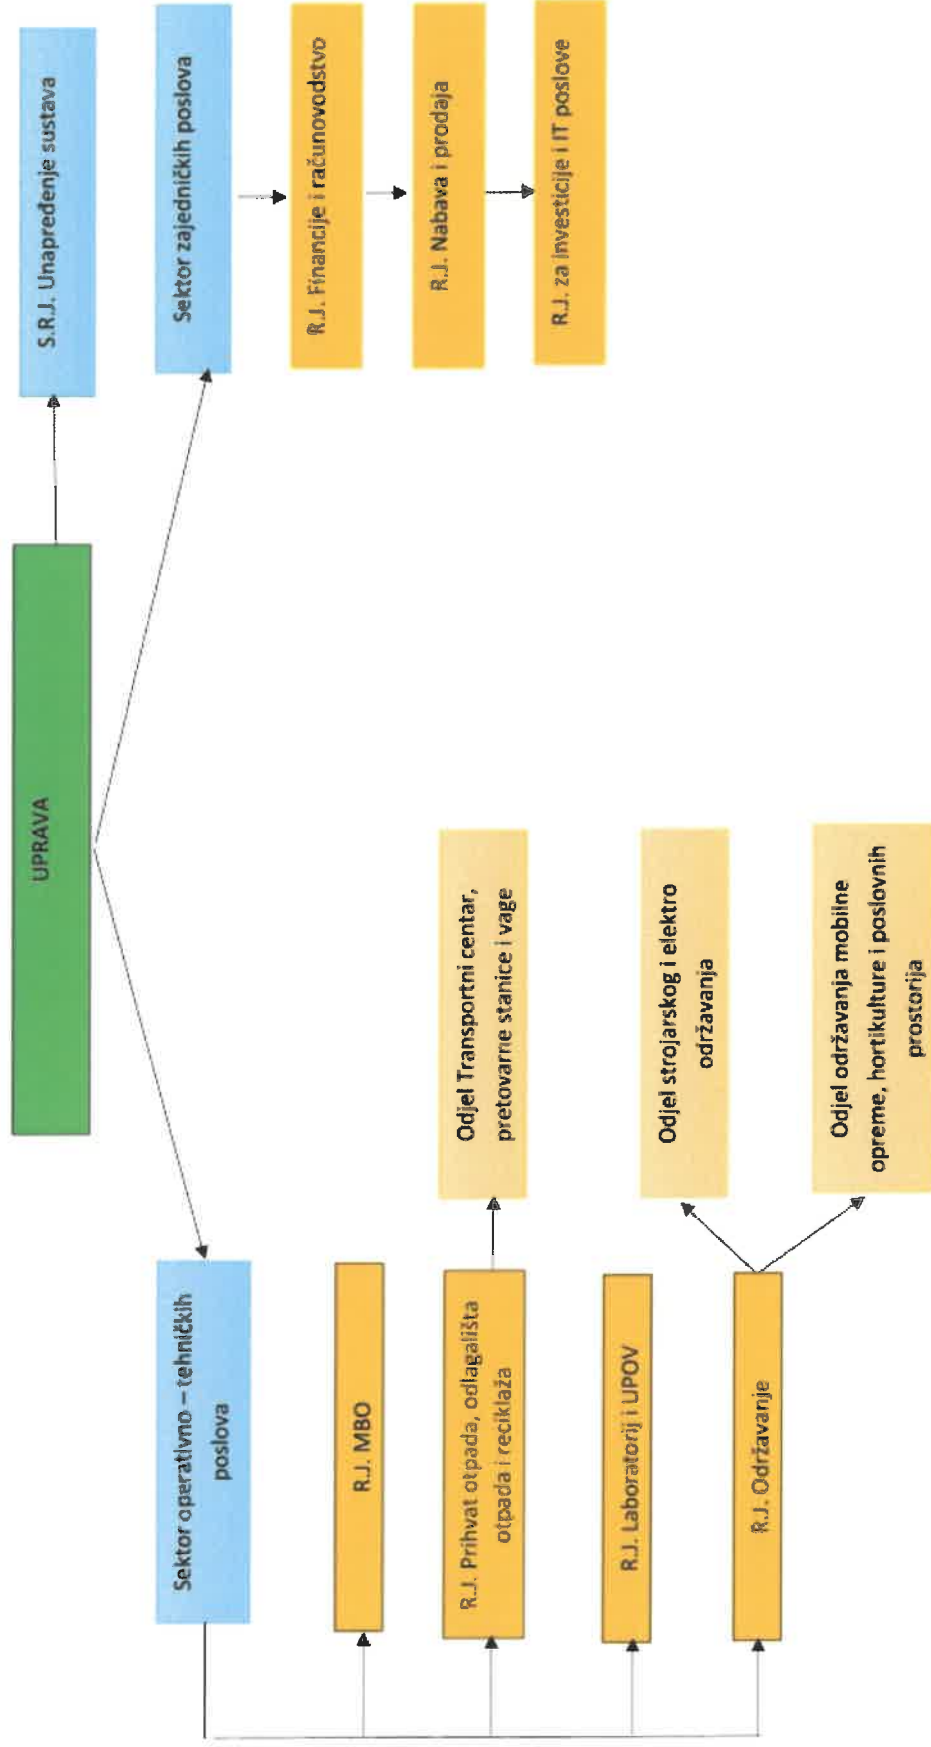 UPRAVA
S.R.J. Unapređenje sustava
Sektor operativno – tehničkih
poslova
Sektor zajedničkih poslova
R.J. MBO
R.J. Financije i računovodstvo
R.J. Prihvat otpada, odlagališta
otpada i reciklaža
Odjel Transportni centar,
pretovarne stanice i vage
R.J. Nabava i prodaja
R.J. za investicije i IT poslove
R.J. Laboratorij i UPOV
Odjel strojarskog i elektro
održavanja
R.J. Održavanje
Odjel održavanja mobilne
opreme, hortikulture i poslovnih
prostorija